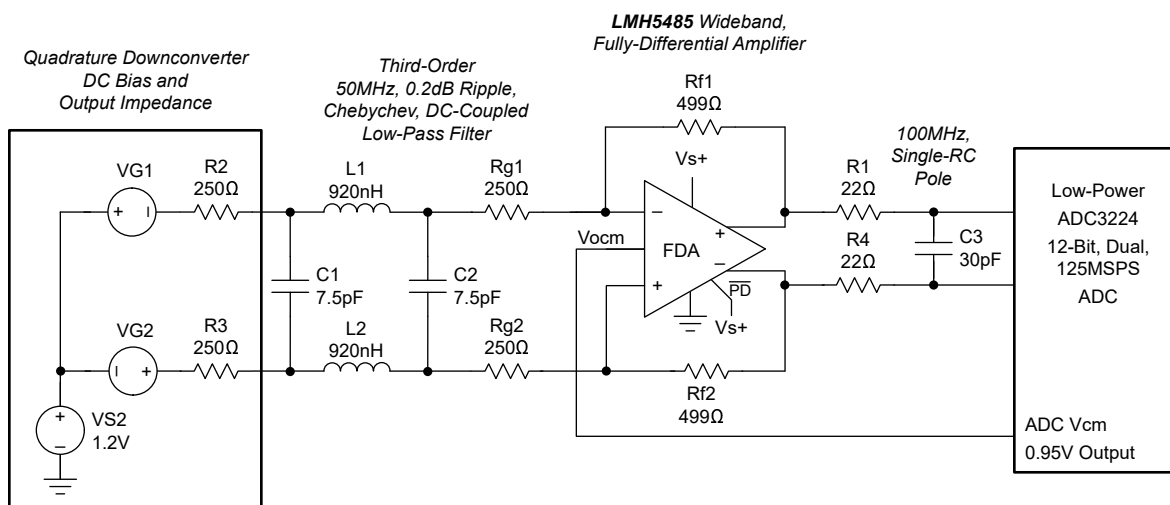 LMH5485 Wideband,
Fully-Differential Amplifier
Quadrature Downconverter
DC Bias and
Output Impedance
Third-Order
50MHz, 0.2dB Ripple,
Chebychev, DC-Coupled
Low-Pass Filter
Rf1
499Ω
100MHz,
Single-RC
Pole
VG1
+
−
R2
250Ω
L1
920nH
Rg1
250Ω
Vs+
R1
22Ω
Low-Power
ADC3224
12-Bit, Dual,
125MSPS
ADC
C1
7.5pF
C2
7.5pF
Vocm
−
+
FDA
+
−
PD
Vs+
R4
22Ω
C3
30pF
VG2
−
+
R3
250Ω
L2
920nH
Rg2
250Ω
Rf2
499Ω
+
−
VS2
1.2V
ADC Vcm
0.95V Output